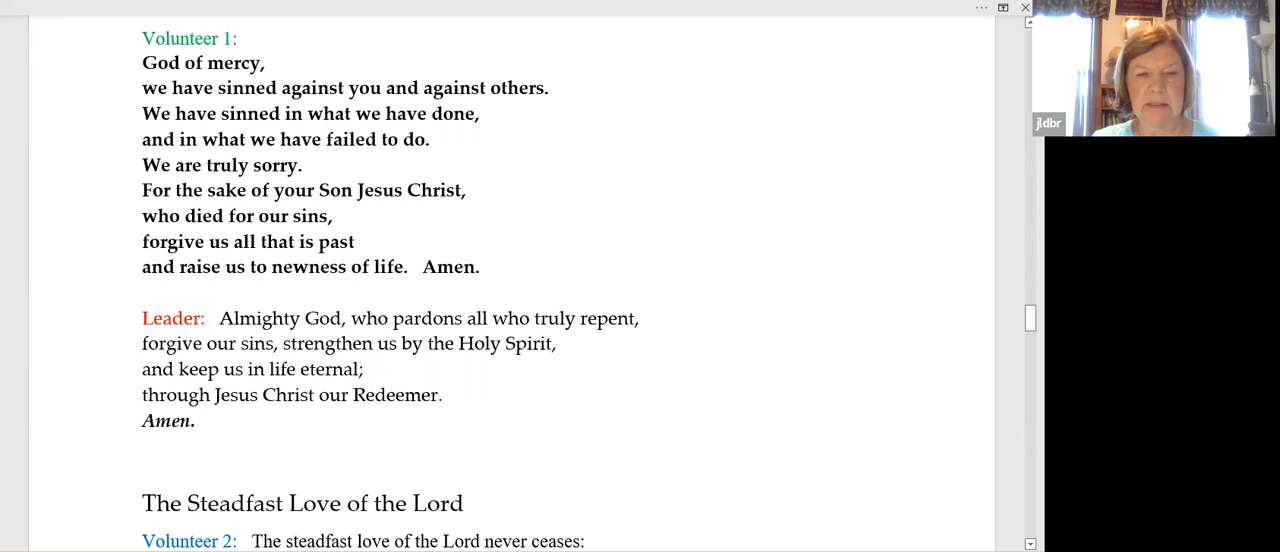 Volunteer 1:
God of mercy,
we have sinned against you and against others.
We have sinned in what we have done,
and in what we have failed to do.
We are truly sorry.
For the sake of your Son Jesus Christ,
who died for our sins,
forgive us all that is past
and raise us to newness of life.   Amen.
Leader:   Almighty God, who pardons all who truly repent,
forgive our sins, strengthen us by the Holy Spirit,
and keep us in life eternal;
through Jesus Christ our Redeemer.
Amen.
The Steadfast Love of the Lord
Volunteer 2:   The steadfast love of the Lord never ceases:
jldbr